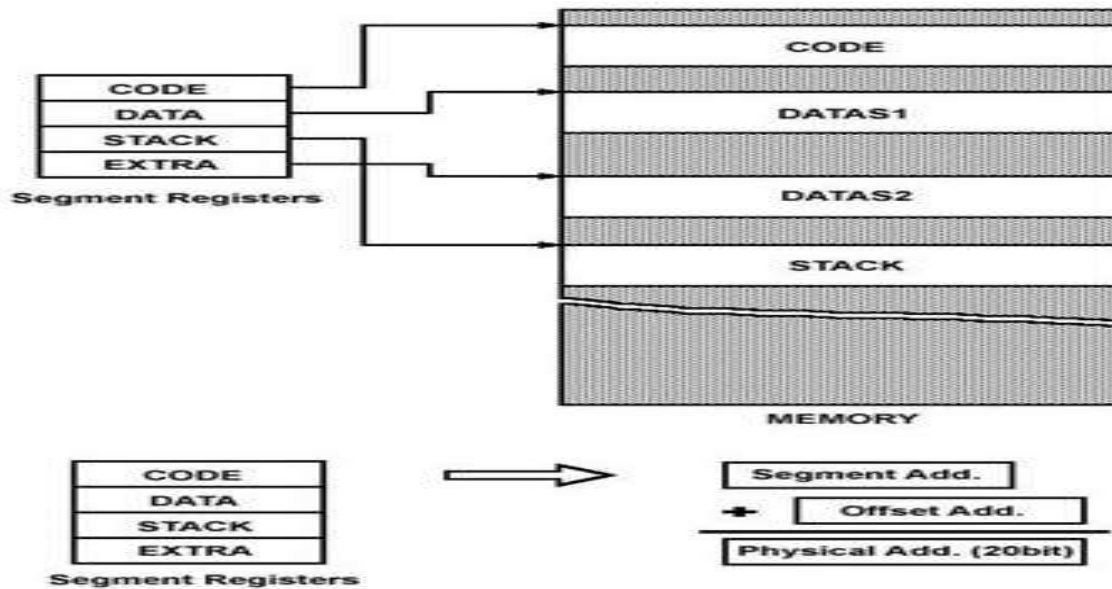 CODE
DATA
STACK
EXTRA
Segment Registers
CODE
DATAS1
DATAS2
STACK
MEMORY
CODE
DATA
STACK
EXTRA
Segment Registers
Segment Add.
+ Offset Add.
Physical Add. (20bit)